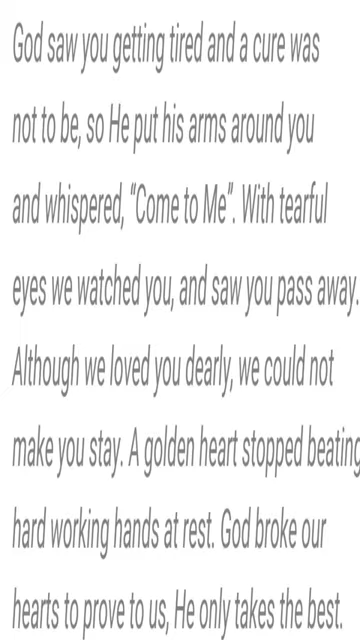 God saw you getting tired and a cure was
not to be, so He put his arms around you
and whispered, “Come to Me”. With tearful
eyes we watched you, and saw you pass away.
Although we loved you dearly, we could not
make you stay. A golden heart stopped beating
hard working hands at rest. God broke our
hearts to prove to us, He only takes the best.